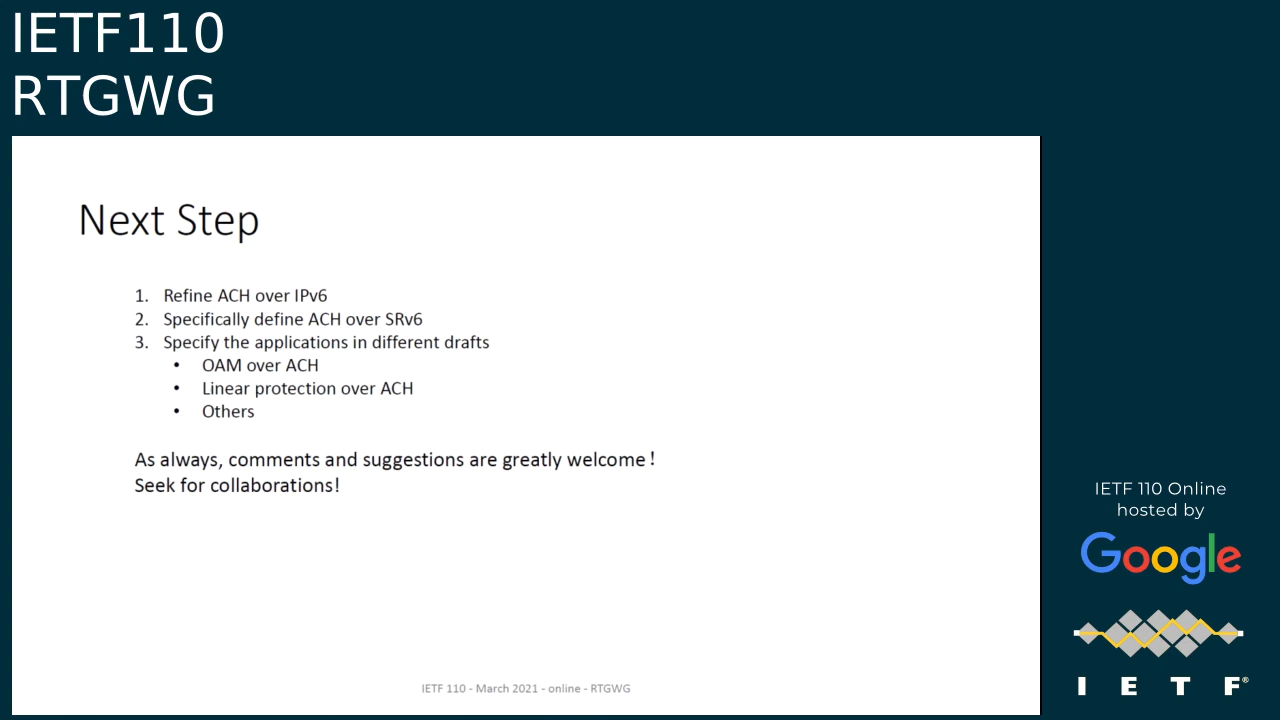 IETF110
RTGWG
Next Step
1. Refine ACH over IPv6
2. Specifically define ACH over SRv6
3. Specify the applications in different drafts
• OAM over ACH
• Linear protection over ACH
• Others
As always, comments and suggestions are greatly welcome!
Seek for collaborations!
IETF 110 - March 2021 - online - RTGWG
IETF 110 Online
hosted by
Google
I E T F®